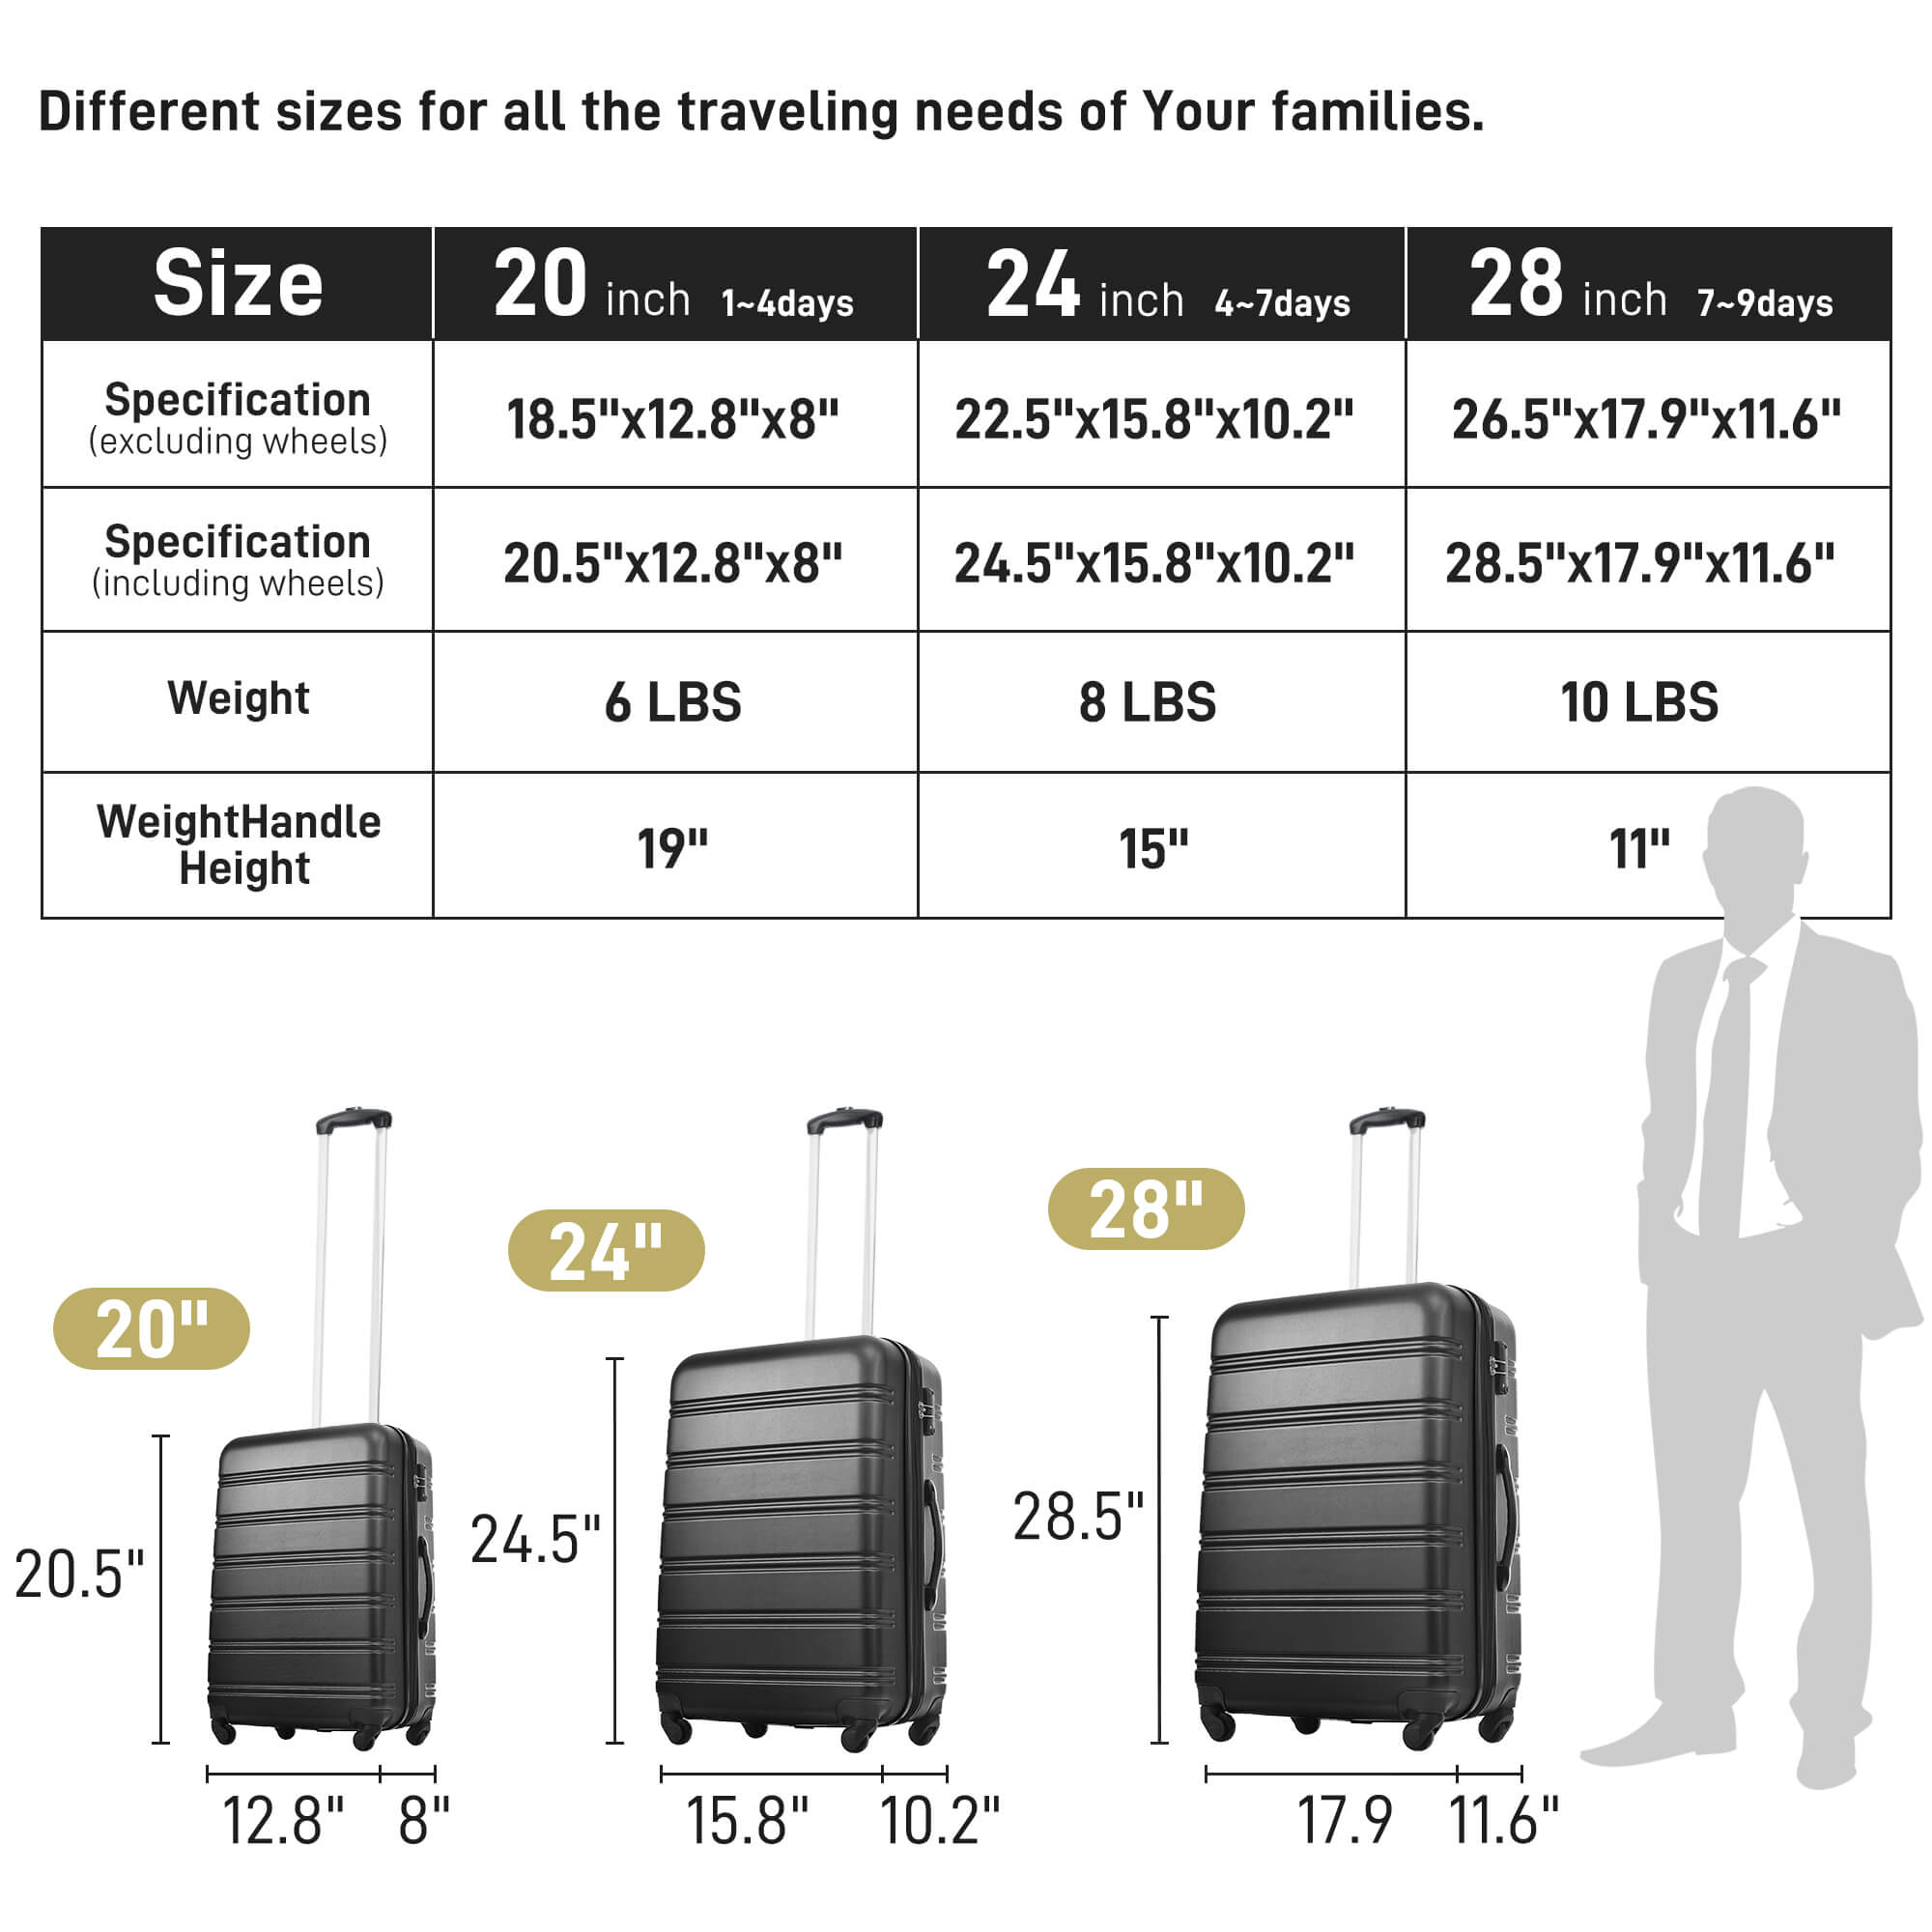 Different sizes for all the traveling needs of Your families.
Size 20 inch 1~4days 24 inch 4~7days 28 inch 7~9days
Specification
(excluding wheels)
18.5"x12.8"x8" 22.5"x15.8"x10.2" 26.5"x17.9"x11.6"
Specification
(including wheels)
20.5"x12.8"x8" 24.5"x15.8"x10.2" 28.5"x17.9"x11.6"
Weight 6 LBS 8 LBS 10 LBS
WeightHandle
Height
19" 15" 11"
20"
24"
28"
20.5"
24.5"
28.5"
12.8" 8" 15.8" 10.2" 17.9 11.6"